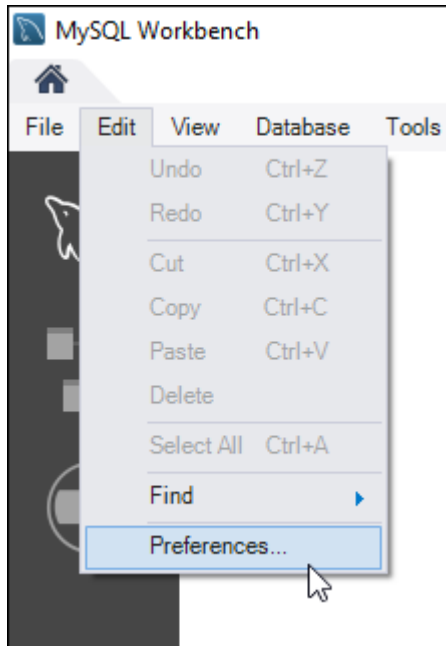 MySQL Workbench
File Edit View Database Tools
Undo Ctrl+Z
Redo Ctrl+Y
Cut Ctrl+X
Copy Ctrl+C
Paste Ctrl+V
Delete
Select All Ctrl+A
Find
Preferences...